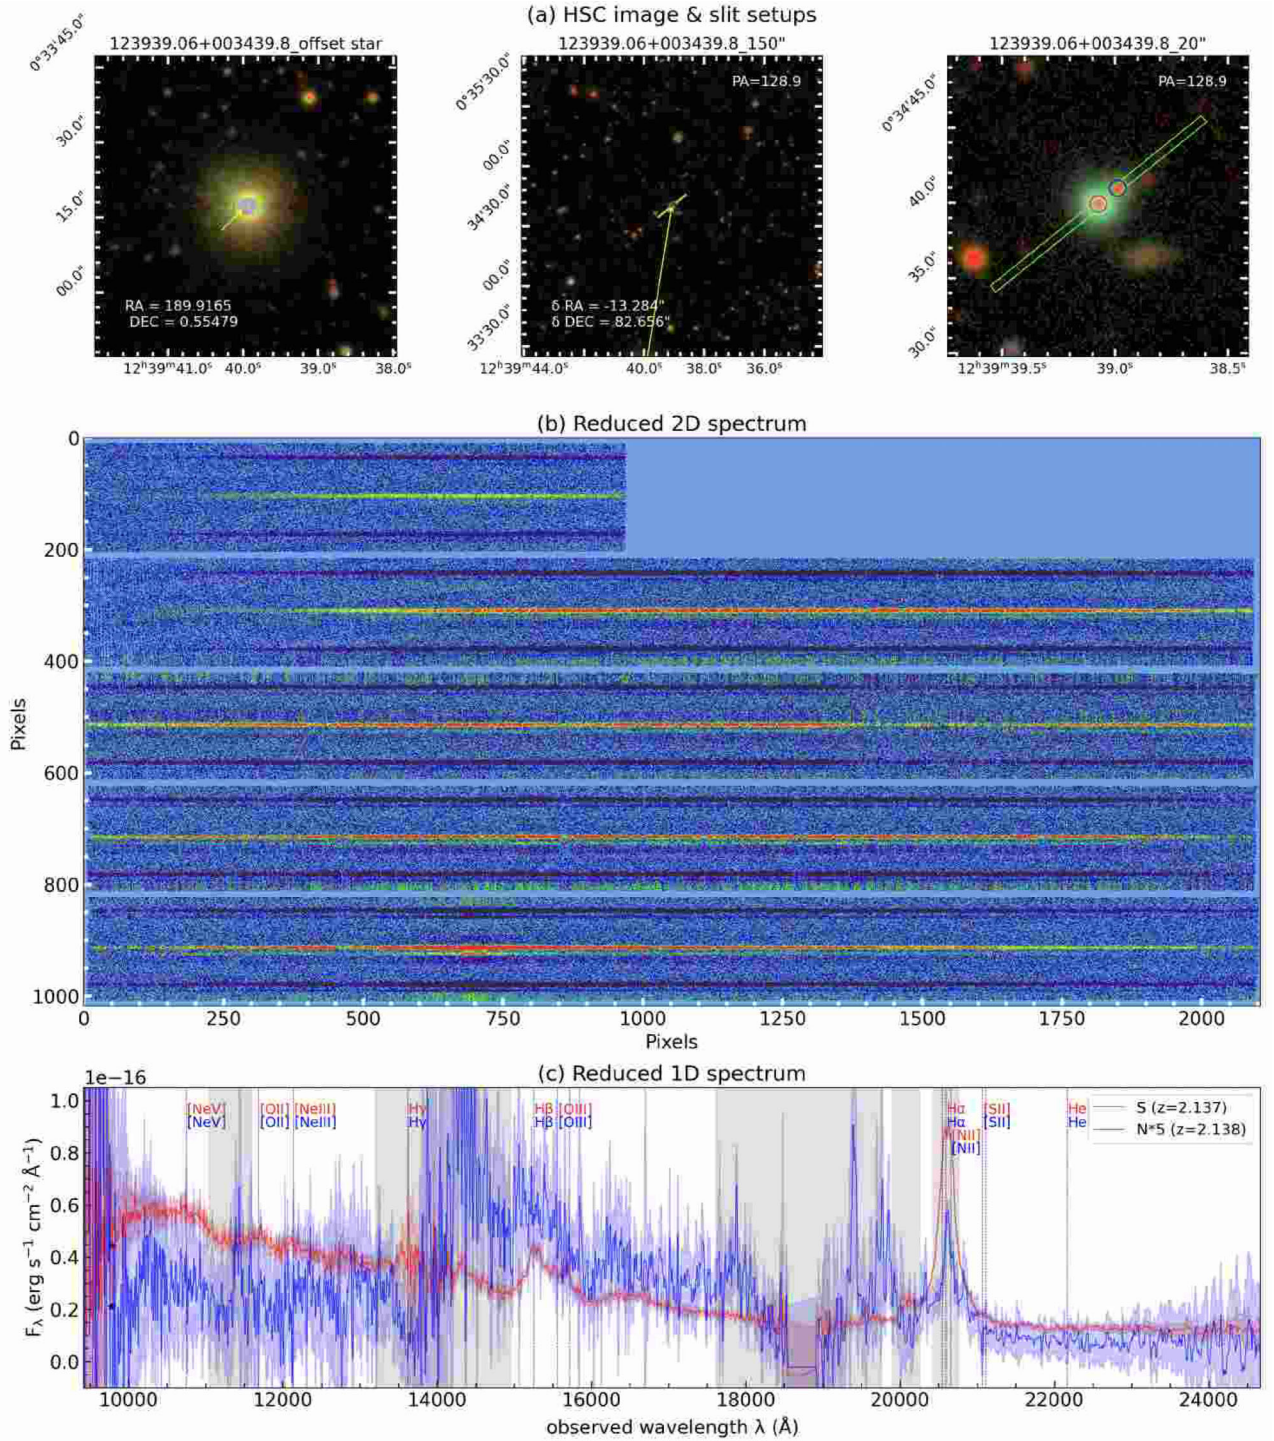 (a) HSC image & slit setups
123939.06+003439.8_offset star
123939.06+003439.8_150"
123939.06+003439.8_20"
0°33'45.0"
30.0"
15.0"
00.0"
RA = 189.9165
DEC = 0.55479
12ʰ39ᵐ41.0ˢ 40.0ˢ 39.0ˢ 38.0ˢ
0°35'30.0"
00.0"
34'30.0"
00.0"
33'30.0"
PA=128.9
δ RA = -13.284"
δ DEC = 82.656"
12ʰ39ᵐ44.0ˢ 40.0ˢ 38.0ˢ 36.0ˢ
0°34'45.0"
40.0"
35.0"
30.0"
PA=128.9
12ʰ39ᵐ39.5ˢ 39.0ˢ 38.5ˢ
(b) Reduced 2D spectrum
0
200
400
600
800
1000
Pixels
0 250 500 750 1000 1250 1500 1750 2000
Pixels
(c) Reduced 1D spectrum
1e−16
1.0
0.8
0.6
0.4
0.2
0.0
F_λ (erg s⁻¹ cm⁻² Å⁻¹)
[NeV] [OII] [NeIII] Hγ Hβ [OIII] Hα [SII] He
[NeV] [OII] [NeIII] Hγ Hβ [OIII] Hα [SII] He
[NII]
[NII]
S (z=2.137)
N*5 (z=2.138)
10000 12000 14000 16000 18000 20000 22000 24000
observed wavelength λ (Å)